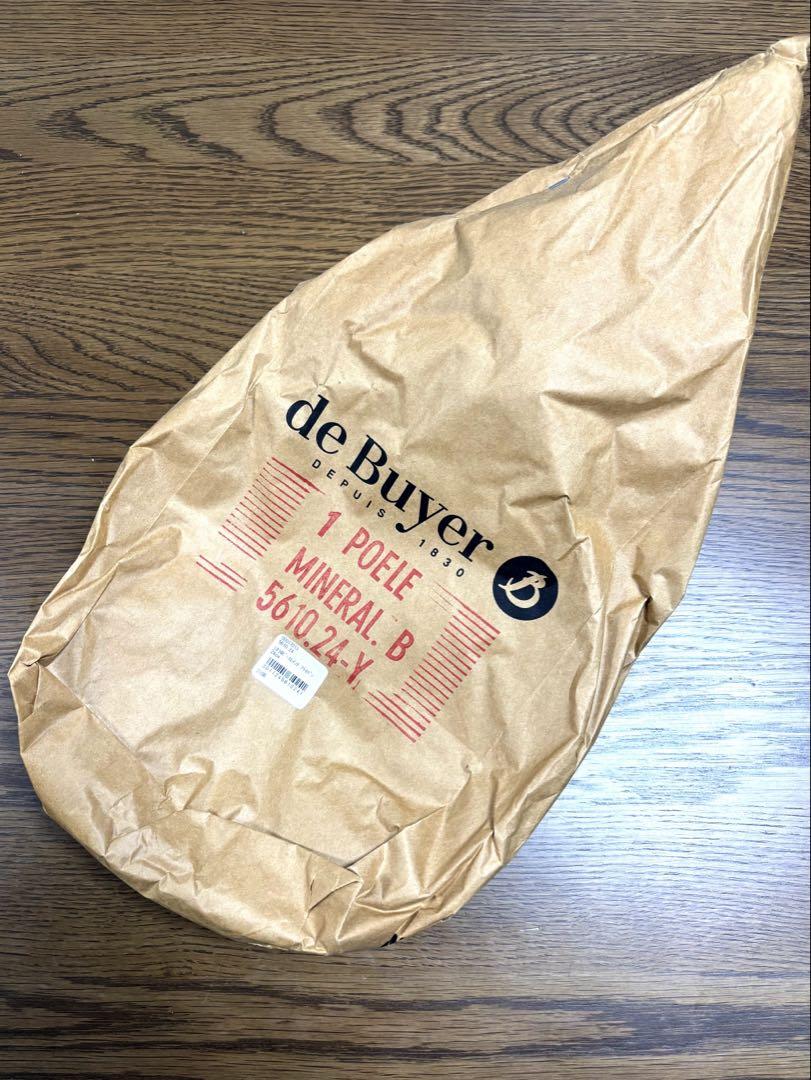 de Buyer
DEPUIS 1830
B
1 POELE
MINERAL. B
5610.24-Y